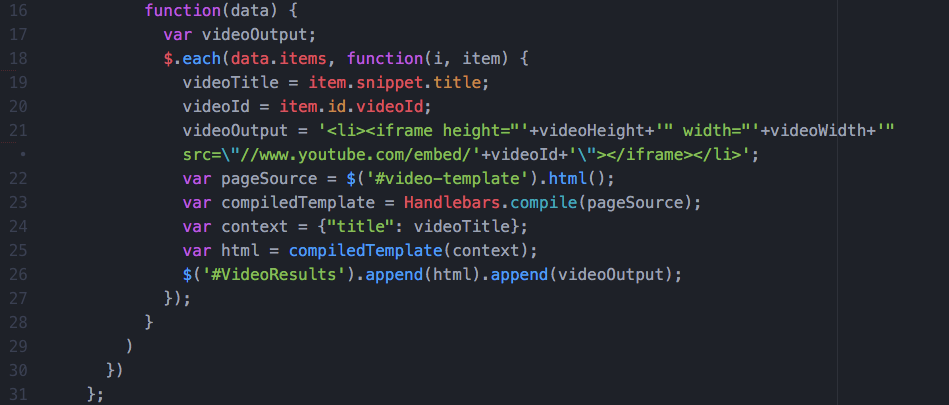 16 function(data) {
17 var videoOutput;
18 $.each(data.items, function(i, item) {
19 videoTitle = item.snippet.title;
20 videoId = item.id.videoId;
21 videoOutput = '<li><iframe height="'+videoHeight+'" width="'+videoWidth+'"
• src=\"//www.youtube.com/embed/'+videoId+'\"></iframe></li>';
22 var pageSource = $('#video-template').html();
23 var compiledTemplate = Handlebars.compile(pageSource);
24 var context = {"title": videoTitle};
25 var html = compiledTemplate(context);
26 $('#VideoResults').append(html).append(videoOutput);
27 });
28 }
29 )
30 })
31 };